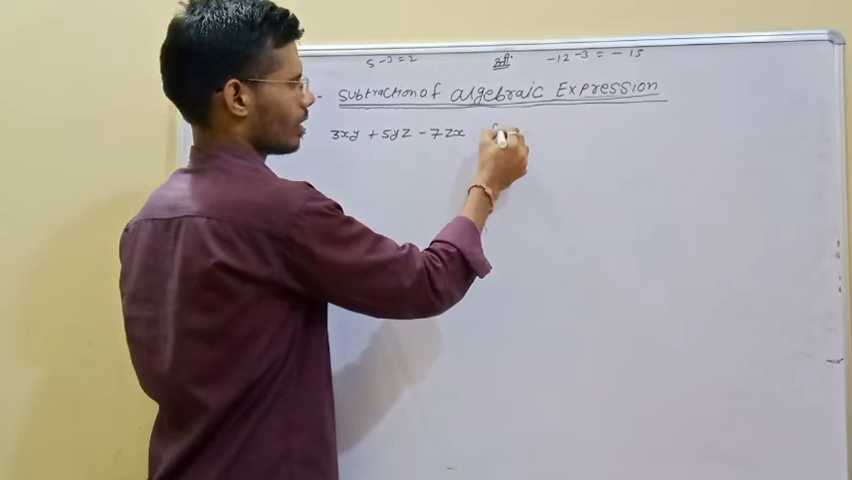 5 -3 = 2 श्री -12 -3 = - 15
- Subtraction of algebraic Expression
3xy + 5yz - 7zx